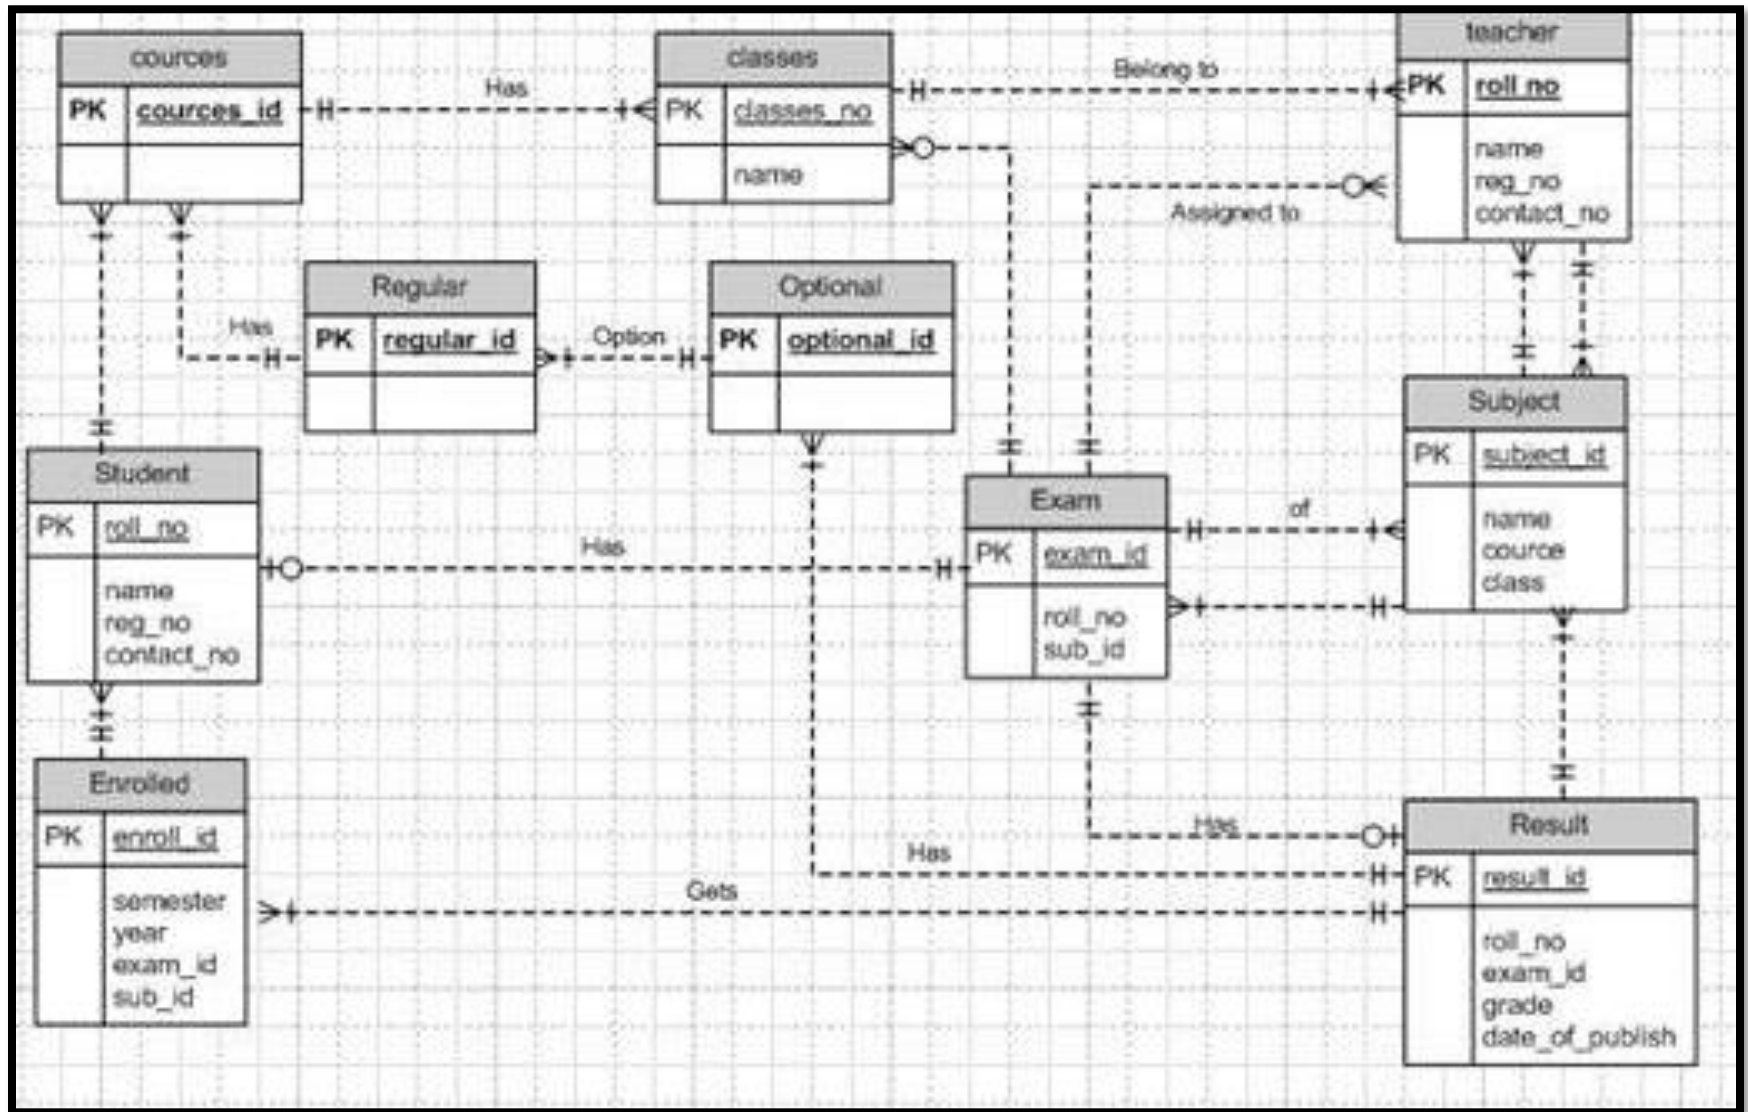 cources
PK cources_id
Has
classes
PK classes_no
name
Belong to
teacher
PK roll no
name
reg_no
contact_no
Assigned to
Has
Regular
PK regular_id
Option
Optional
PK optional_id
Subject
PK subject_id
name
cource
class
Student
PK roll_no
name
reg_no
contact_no
Has
Exam
PK exam_id
roll_no
sub_id
of
Enrolled
PK enroll_id
semester
year
exam_id
sub_id
Has
Has
Gets
Result
PK result_id
roll_no
exam_id
grade
date_of_publish